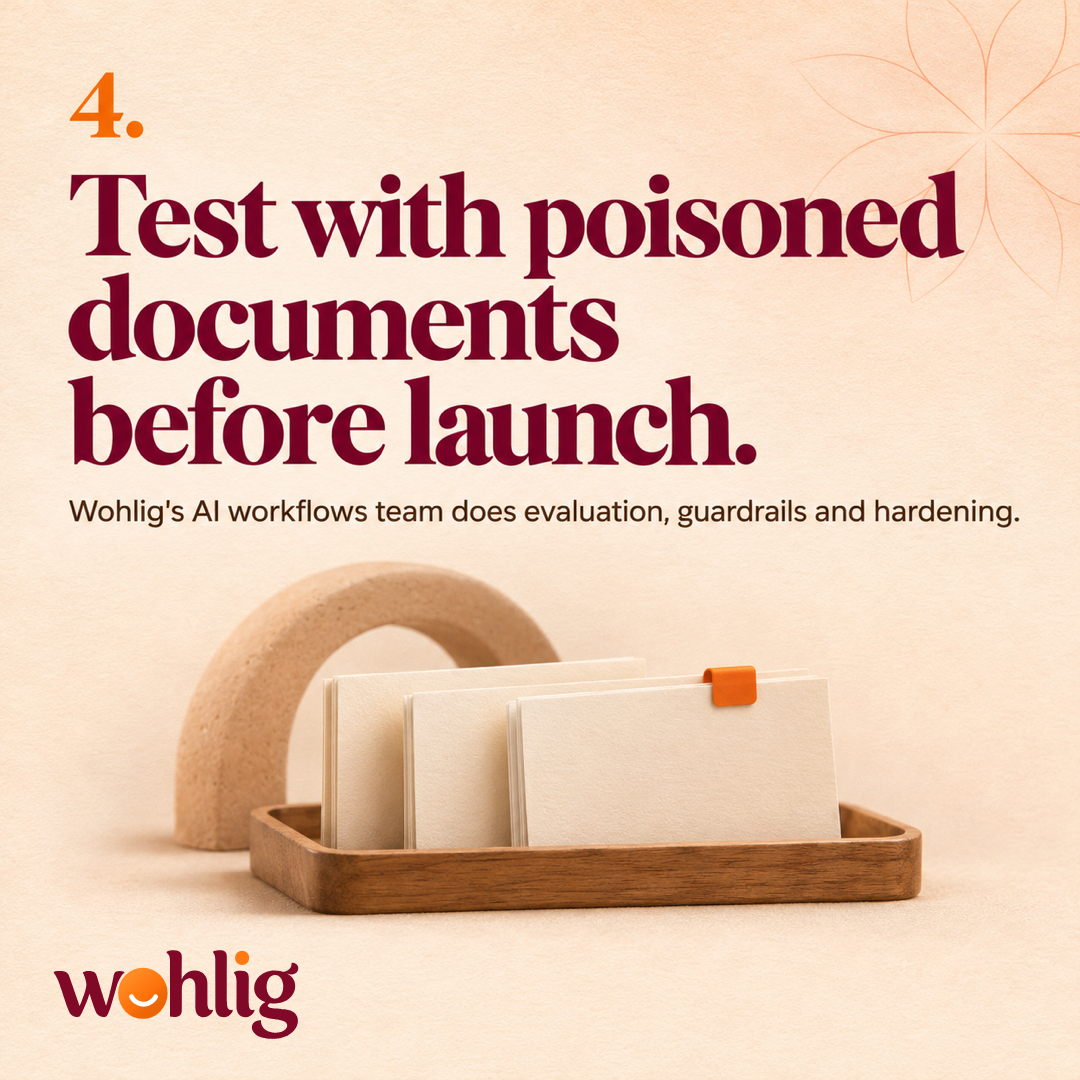 4.
Test with poisoned
documents
before launch.
Wohlig's AI workflows team does evaluation, guardrails and hardening.
wohlig